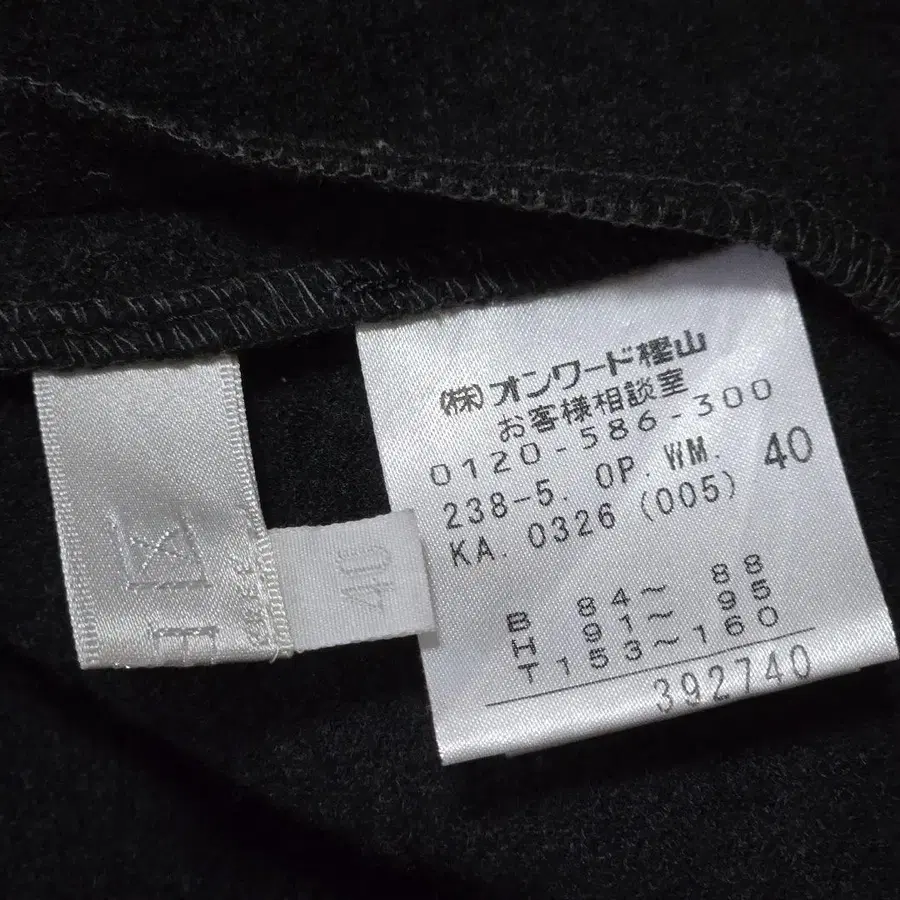 (株)オンワード樫山
お客様相談室
0120-586-300
238-5. OP. WM. 40
KA. 0326 (005)
B 84～ 88
H 91～ 95
T 153～160
392740
40